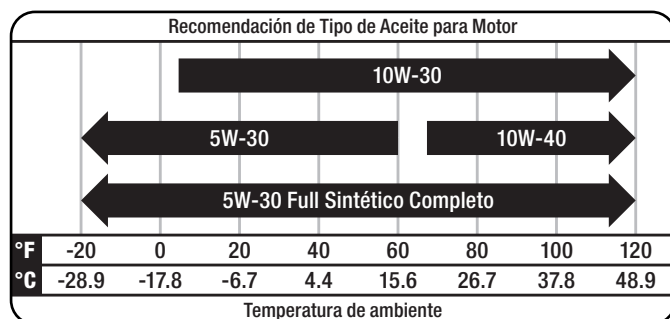 Recomendación de Tipo de Aceite para Motor
10W-30
5W-30 10W-40
5W-30 Full Sintético Completo
°F -20 0 20 40 60 80 100 120
°C -28.9 -17.8 -6.7 4.4 15.6 26.7 37.8 48.9
Temperatura de ambiente